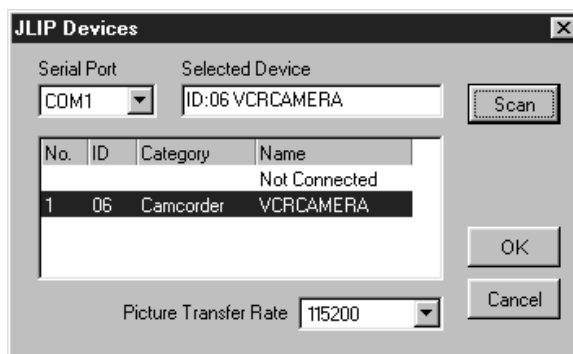 JLIP Devices
Serial Port Selected Device
COM1 ID:06 VCRCAMERA Scan
No. ID Category Name
Not Connected
1 06 Camcorder VCRCAMERA
OK
Picture Transfer Rate 115200 Cancel